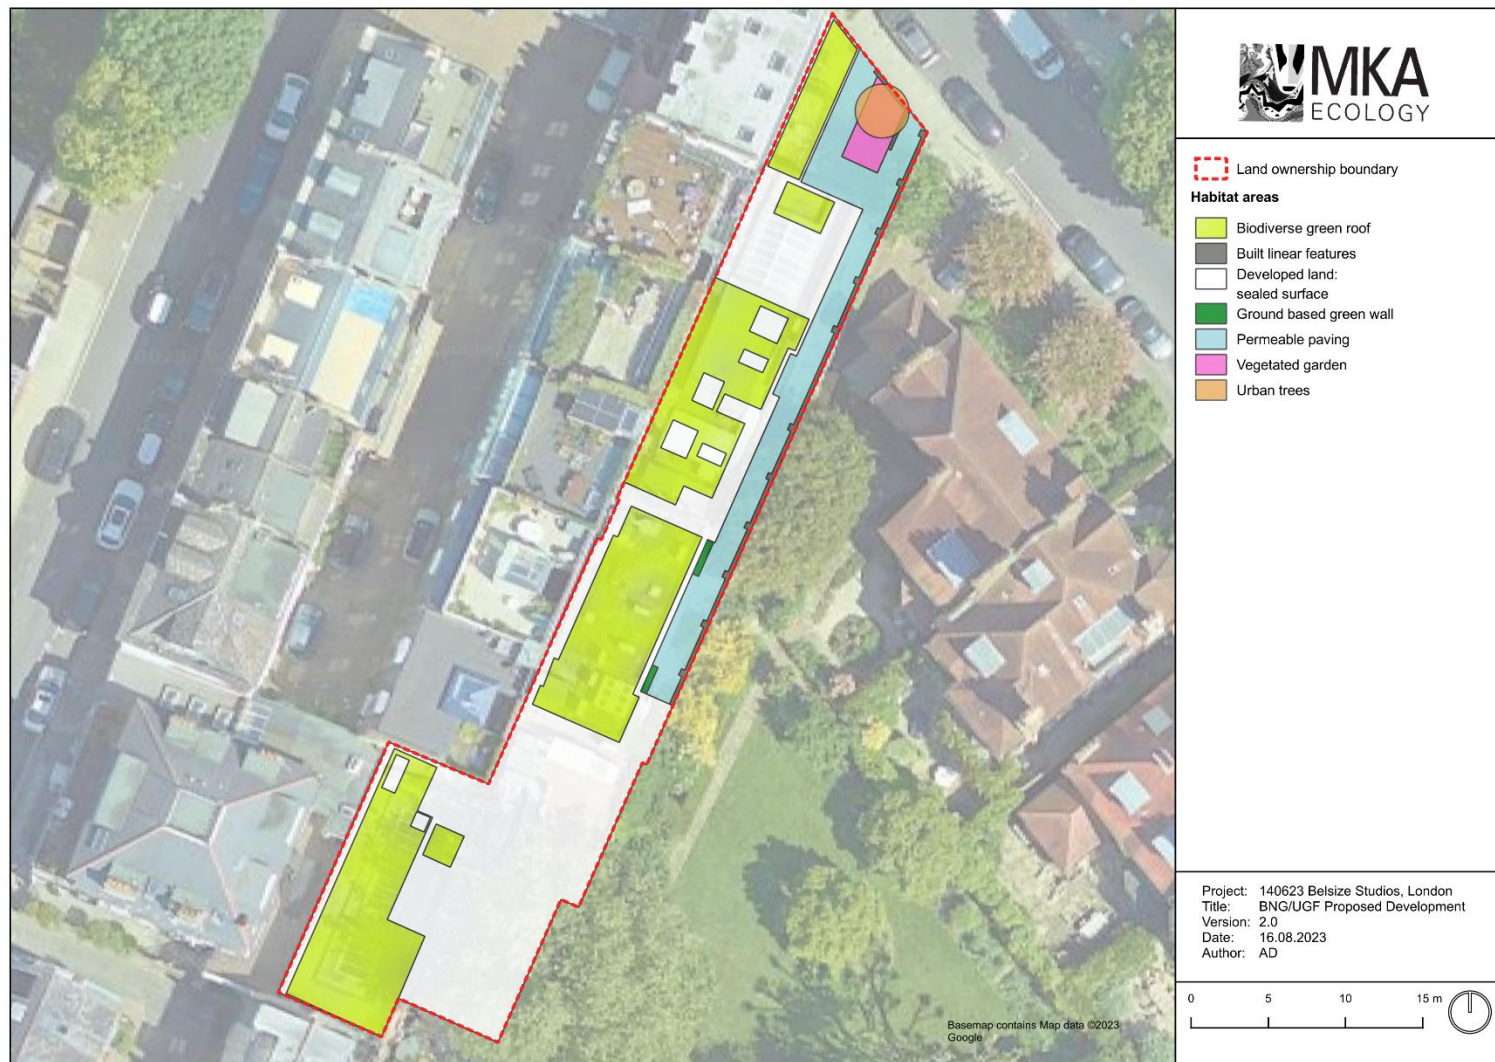 MKA
ECOLOGY
Land ownership boundary
Habitat areas
Biodiverse green roof
Built linear features
Developed land:
sealed surface
Ground based green wall
Permeable paving
Vegetated garden
Urban trees
Project: 140623 Belsize Studios, London
Title: BNG/UGF Proposed Development
Version: 2.0
Date: 16.08.2023
Author: AD
0 5 10 15 m
Basemap contains Map data ©2023
Google